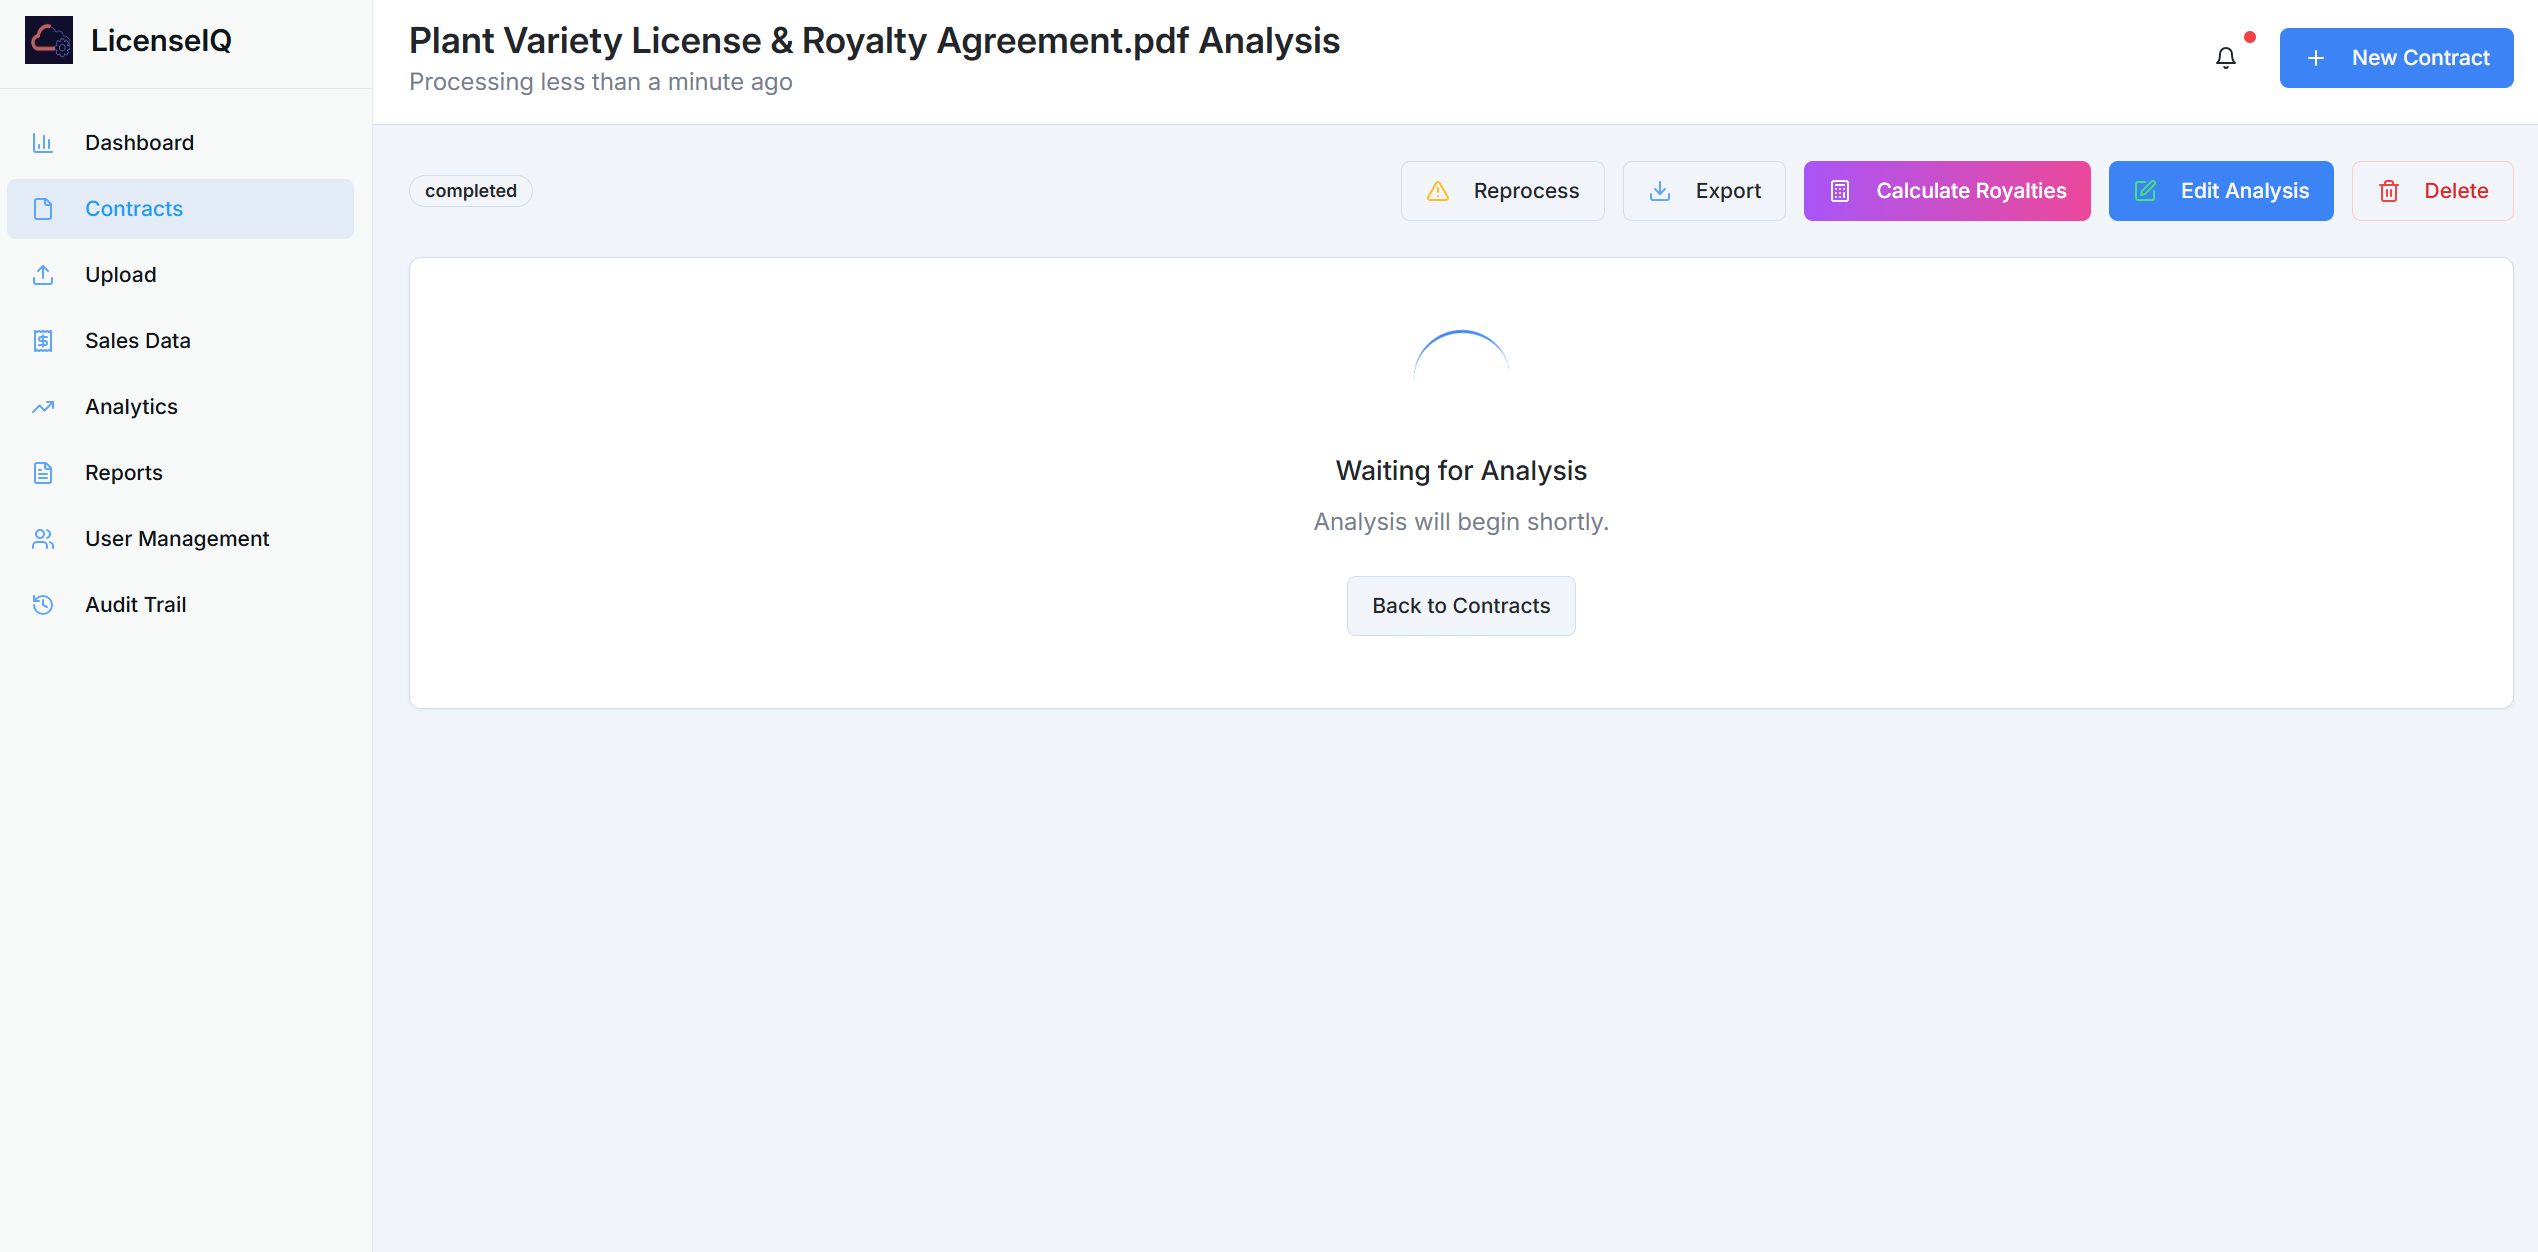 LicenseIQ
Dashboard
Contracts
Upload
Sales Data
Analytics
Reports
User Management
Audit Trail
Plant Variety License & Royalty Agreement.pdf Analysis
Processing less than a minute ago
New Contract
completed
Reprocess
Export
Calculate Royalties
Edit Analysis
Delete
Waiting for Analysis
Analysis will begin shortly.
Back to Contracts